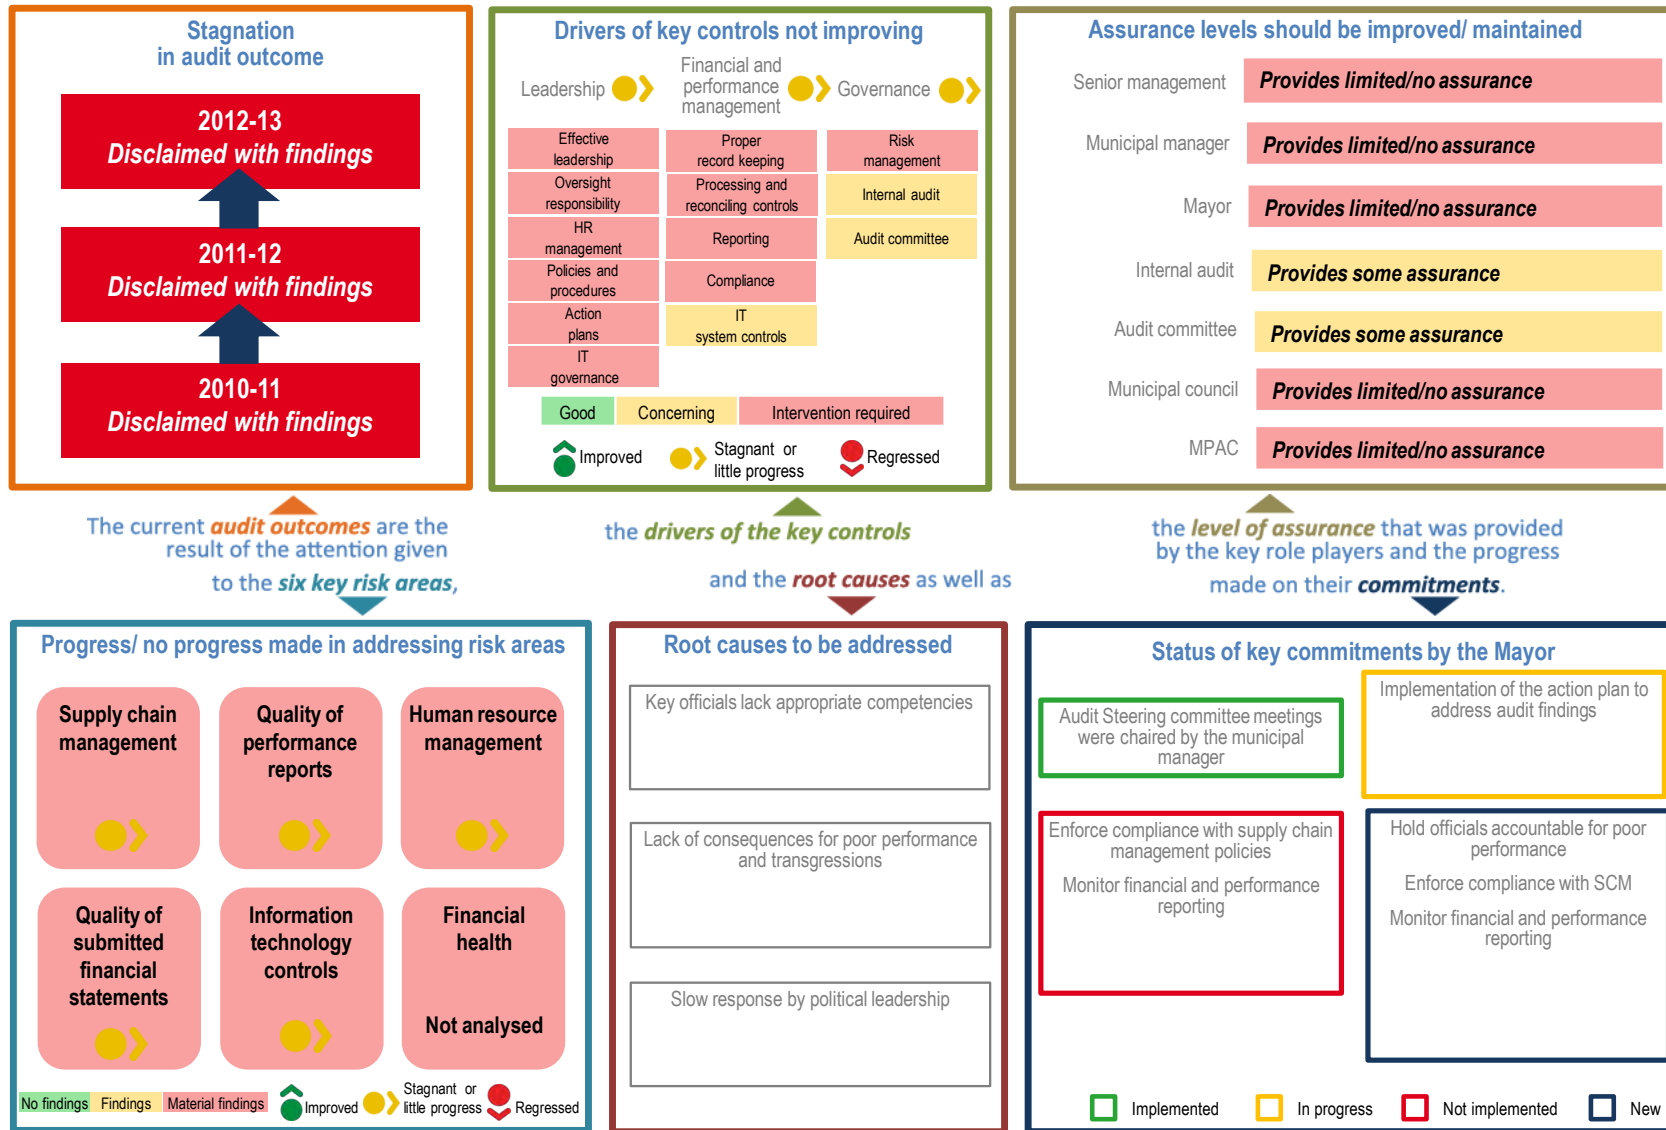 Stagnation
in audit outcome
2012-13
Disclaimed with findings
2011-12
Disclaimed with findings
2010-11
Disclaimed with findings
Drivers of key controls not improving
Leadership
Financial and
performance
management
Governance
Effective
leadership
Oversight
responsibility
HR
management
Policies and
procedures
Action
plans
IT
governance
Proper
record keeping
Processing and
reconciling controls
Reporting
Compliance
IT
system controls
Risk
management
Internal audit
Audit committee
Good
Concerning
Intervention required
Improved
Stagnant or
little progress
Regressed
Assurance levels should be improved/ maintained
Senior management
Provides limited/no assurance
Municipal manager
Provides limited/no assurance
Mayor
Provides limited/no assurance
Internal audit
Provides some assurance
Audit committee
Provides some assurance
Municipal council
Provides limited/no assurance
MPAC
Provides limited/no assurance
The current audit outcomes are the
result of the attention given
to the six key risk areas,
the drivers of the key controls
and the root causes as well as
the level of assurance that was provided
by the key role players and the progress
made on their commitments.
Progress/ no progress made in addressing risk areas
Supply chain
management
Quality of
performance
reports
Human resource
management
Quality of
submitted
financial
statements
Information
technology
controls
Financial
health
Not analysed
No findings
Findings
Material findings
Improved
Stagnant or
little progress
Regressed
Root causes to be addressed
Key officials lack appropriate competencies
Lack of consequences for poor performance
and transgressions
Slow response by political leadership
Status of key commitments by the Mayor
Audit Steering committee meetings
were chaired by the municipal
manager
Implementation of the action plan to
address audit findings
Enforce compliance with supply chain
management policies
Monitor financial and performance
reporting
Hold officials accountable for poor
performance
Enforce compliance with SCM
Monitor financial and performance
reporting
Implemented
In progress
Not implemented
New